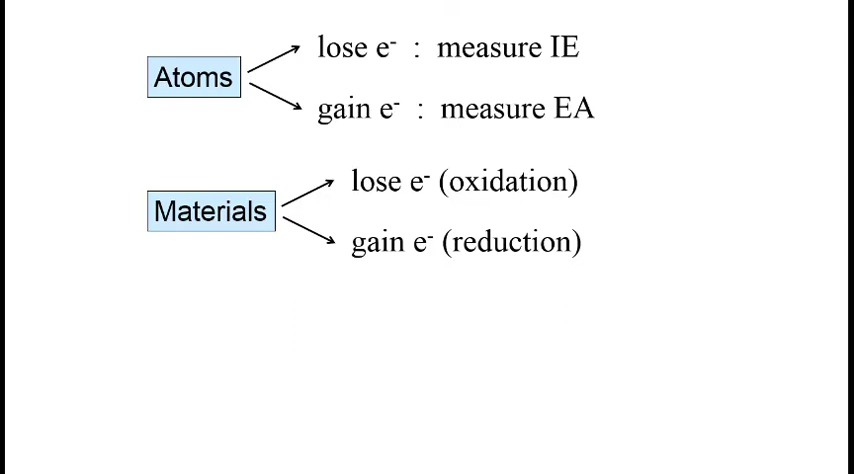 lose e⁻ : measure IE
Atoms
gain e⁻ : measure EA
lose e⁻ (oxidation)
Materials
gain e⁻ (reduction)